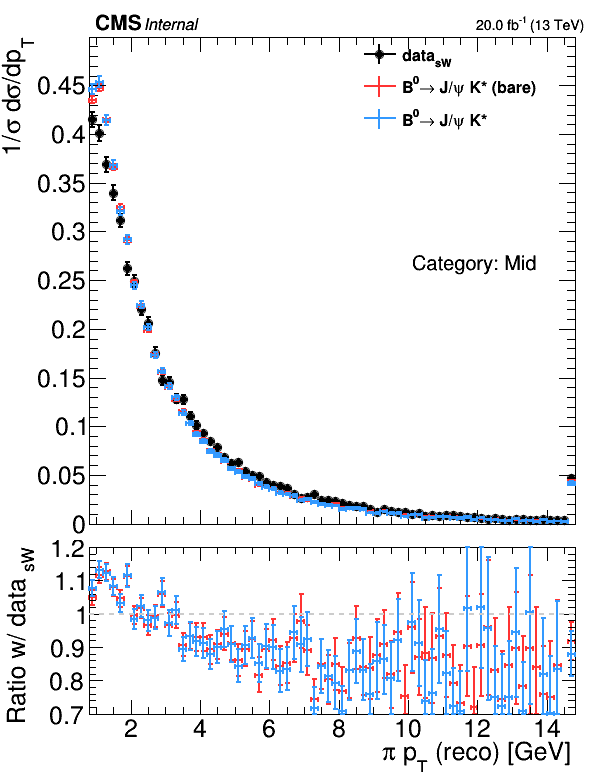 CMS Internal 20.0 fb⁻¹ (13 TeV)
1/σ dσ/dp_T
data_sW
B⁰→ J/ψ K* (bare)
B⁰→ J/ψ K*
Category: Mid
0.45
0.4
0.35
0.3
0.25
0.2
0.15
0.1
0.05
0
Ratio w/ data _sW
1.2
1.1
1
0.9
0.8
0.7
2 4 6 8 10 12 14
π p_T (reco) [GeV]